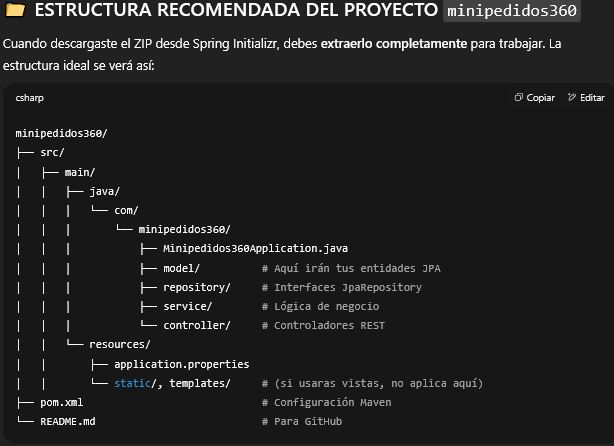 📂 ESTRUCTURA RECOMENDADA DEL PROYECTO minipedidos360
Cuando descargaste el ZIP desde Spring Initializr, debes extraerlo completamente para trabajar. La
estructura ideal se verá así:
csharp Copiar Editar
minipedidos360/
├── src/
│   ├── main/
│   │   ├── java/
│   │   │   └── com/
│   │   │       └── minipedidos360/
│   │   │           ├── Minipedidos360Application.java
│   │   │           ├── model/          # Aquí irán tus entidades JPA
│   │   │           ├── repository/     # Interfaces JpaRepository
│   │   │           ├── service/        # Lógica de negocio
│   │   │           └── controller/     # Controladores REST
│   │   └── resources/
│   │       ├── application.properties
│   │       └── static/, templates/     # (si usaras vistas, no aplica aquí)
├── pom.xml                             # Configuración Maven
└── README.md                           # Para GitHub